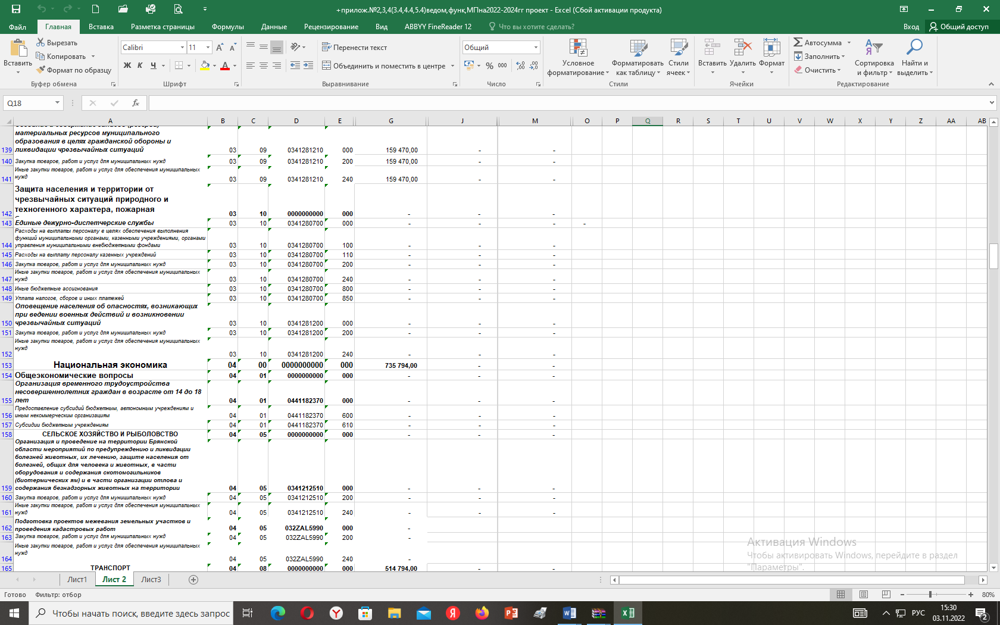 +прилож.№2,3,4(3.4,4.4,5.4)ведом,функ,МПна2022-2024гг проект - Excel (Сбой активации продукта)
Файл Главная Вставка Разметка страницы Формулы Данные Рецензирование Вид ABBYY FineReader 12 Что вы хотите сделать? Вход Общий доступ
Вставить Вырезать Копировать Формат по образцу Буфер обмена
Calibri 11 Ж К Ч А Шрифт
Перенести текст
Объединить и поместить в центре
Выравнивание
Общий % 000 Число
Условное форматирование Форматировать как таблицу Стили ячеек Стили
Вставить Удалить Формат Ячейки
Автосумма Заполнить Очистить Сортировка и фильтр Найти и выделить Редактирование
Q18 fx
A B C D E G J M O P Q R S T U V W X Y Z AA AB
материальных ресурсов муниципального
образования в целях гражданской обороны и
139 ликвидации чрезвычайных ситуаций 03 09 0341281210 000 159 470,00 - -
140 Закупка товаров, работ и услуг для муниципальных нужд 03 09 0341281210 200 159 470,00 - -
Иные закупки товаров, работ и услуг для обеспечения муниципальных
141 нужд 03 09 0341281210 240 159 470,00 - -
Защита населения и территории от
чрезвычайных ситуаций природного и
142 техногенного характера, пожарная 03 10 0000000000 000 - - -
143 Единые дежурно-диспетчерские службы 03 10 0341280700 000 - - - -
Расходы на выплаты персоналу в целях обеспечения выполнения
функций муниципальными органами, казенными учреждениями, органами
144 управления муниципальными внебюджетными фондами 03 10 0341280700 100 - - -
145 Расходы на выплату персоналу казенных учреждений 03 10 0341280700 110 - - -
146 Закупка товаров, работ и услуг для муниципальных нужд 03 10 0341280700 200 - - -
Иные закупки товаров, работ и услуг для обеспечения муниципальных
147 нужд 03 10 0341280700 240 - - -
148 Иные бюджетные ассигнования 03 10 0341280700 800 - - -
149 Уплата налогов, сборов и иных платежей 03 10 0341280700 850 - - -
Оповещение населения об опасностях, возникающих
при ведении военных действий и возникновении
150 чрезвычайных ситуаций 03 10 0341281200 000 - - -
151 Закупка товаров, работ и услуг для муниципальных нужд 03 10 0341281200 200 - - -
Иные закупки товаров, работ и услуг для обеспечения муниципальных
нужд
152 03 10 0341281200 240 - - -
153 Национальная экономика 04 00 0000000000 000 735 794,00 - -
154 Общеэкономические вопросы 04 01 0000000000 000 - - -
Организация временного трудоустройства
несовершеннолетних граждан в возрасте от 14 до 18
155 лет 04 01 0441182370 000 - - -
Предоставление субсидий бюджетным, автономным учреждениям и
156 иным некоммерческим организациям 04 01 0441182370 600 - - -
157 Субсидии бюджетным учреждениям 04 01 0441182370 610 - - -
158 СЕЛЬСКОЕ ХОЗЯЙСТВО И РЫБОЛОВСТВО 04 05 0000000000 000 - - -
Организация и проведение на территории Брянской
области мероприятий по предупреждению и ликвидации
болезней животных, их лечению, защите населения от
болезней, общих для человека и животных, в части
оборудования и содержания скотомогильников
(биотермических ям) и в части организации отлова и
159 содержания безнадзорных животных на территории 04 05 0341212510 000 - - -
160 Закупка товаров, работ и услуг для муниципальных нужд 04 05 0341212510 200 - - -
Иные закупки товаров, работ и услуг для обеспечения муниципальных
161 нужд 04 05 0341212510 240 - - -
Подготовка проектов межевания земельных участков и
162 проведения кадастровых работ 04 05 032ZAL5990 000 -
163 Закупка товаров, работ и услуг для муниципальных нужд 04 05 032ZAL5990 200 -
Иные закупки товаров, работ и услуг для обеспечения муниципальных
нужд
164 04 05 032ZAL5990 240 -
165 ТРАНСПОРТ 04 08 0000000000 000 514 794,00 - -
Активация Windows
Чтобы активировать Windows, перейдите в раздел
"Параметры".
Лист1 Лист 2 Лист3
Готово Фильтр: отбор 80%
Чтобы начать поиск, введите здесь запрос РУС 15:30
03.11.2022 2